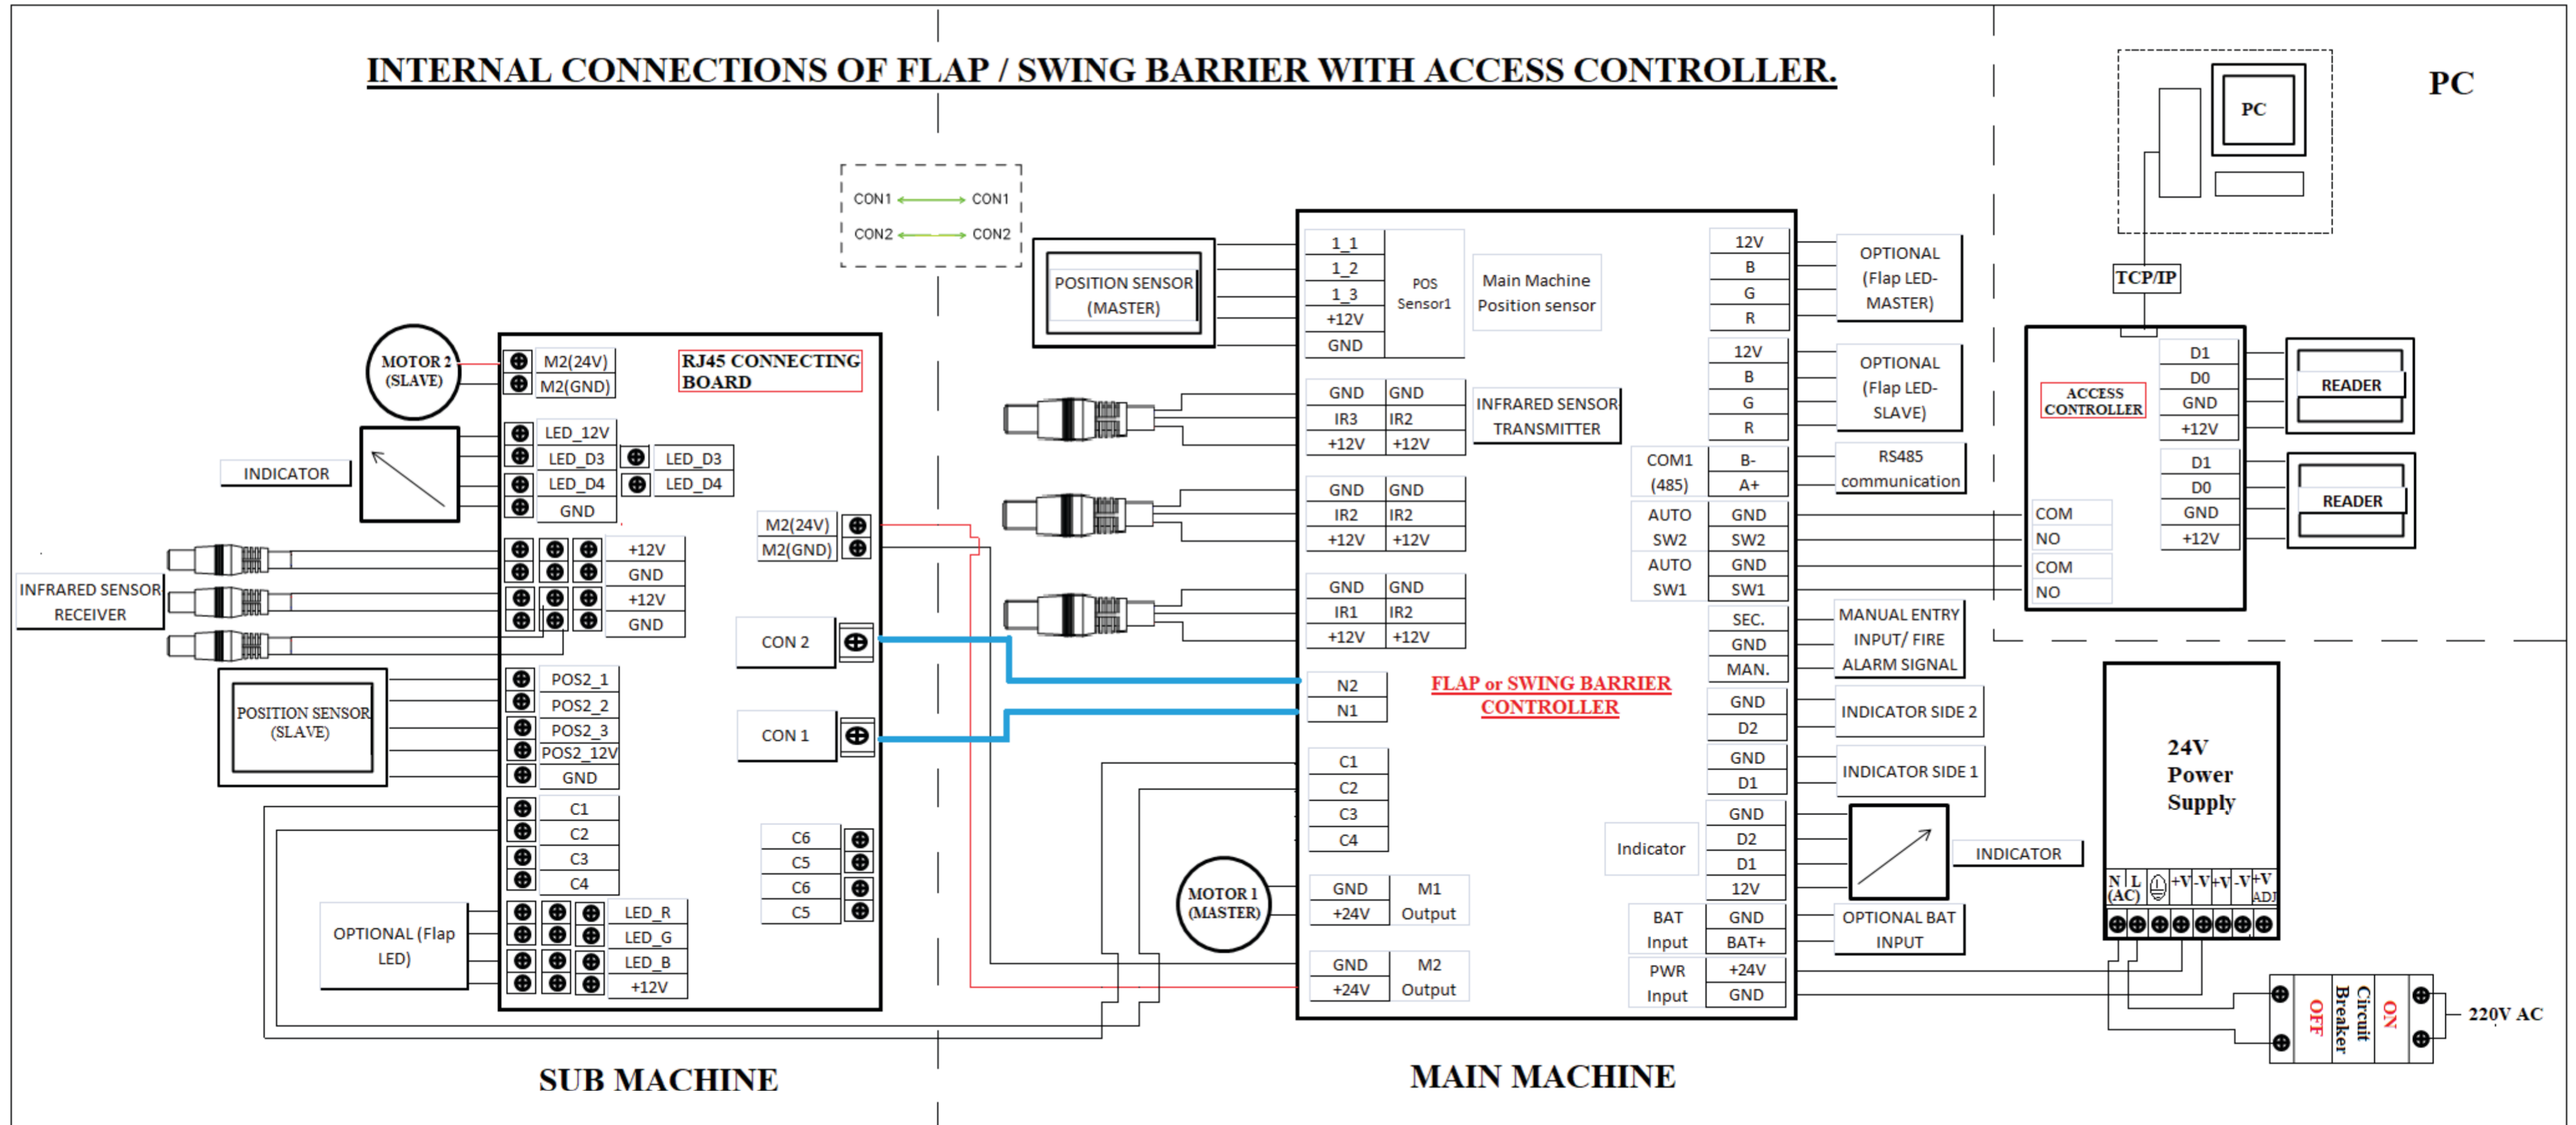 INTERNAL CONNECTIONS OF FLAP / SWING BARRIER WITH ACCESS CONTROLLER.
PC
PC
TCP/IP
CON1 CON1
CON2 CON2
MOTOR 2
(SLAVE)
M2(24V)
M2(GND)
RJ45 CONNECTING
BOARD
INDICATOR
LED_12V
LED_D3 LED_D3
LED_D4 LED_D4
GND
M2(24V)
M2(GND)
INFRARED SENSOR
RECEIVER
+12V
GND
+12V
GND
CON 2
POSITION SENSOR
(SLAVE)
POS2_1
POS2_2
POS2_3
POS2_12V
GND
CON 1
C1
C2
C3
C4
C6
C5
C6
C5
OPTIONAL (Flap
LED)
LED_R
LED_G
LED_B
+12V
SUB MACHINE
POSITION SENSOR
(MASTER)
1_1
1_2
1_3
+12V
GND
POS
Sensor1
Main Machine
Position sensor
GND GND
IR3 IR2
+12V +12V
INFRARED SENSOR
TRANSMITTER
GND GND
IR2 IR2
+12V +12V
GND GND
IR1 IR2
+12V +12V
N2
N1
FLAP or SWING BARRIER
CONTROLLER
C1
C2
C3
C4
MOTOR 1
(MASTER)
GND M1
+24V Output
GND M2
+24V Output
12V
B
G
R
OPTIONAL
(Flap LED-
MASTER)
12V
B
G
R
OPTIONAL
(Flap LED-
SLAVE)
COM1 B-
(485) A+
RS485
communication
AUTO GND
SW2 SW2
AUTO GND
SW1 SW1
SEC.
GND
MAN.
MANUAL ENTRY
INPUT/ FIRE
ALARM SIGNAL
GND
D2
INDICATOR SIDE 2
GND
D1
INDICATOR SIDE 1
Indicator
GND
D2
D1
12V
INDICATOR
BAT GND
Input BAT+
OPTIONAL BAT
INPUT
PWR +24V
Input GND
MAIN MACHINE
ACCESS
CONTROLLER
D1
D0
GND
+12V
READER
D1
D0
GND
+12V
READER
COM
NO
COM
NO
24V
Power
Supply
N L +V -V +V -V +V
(AC) ADJ
OFF
Circuit
Breaker
ON
220V AC